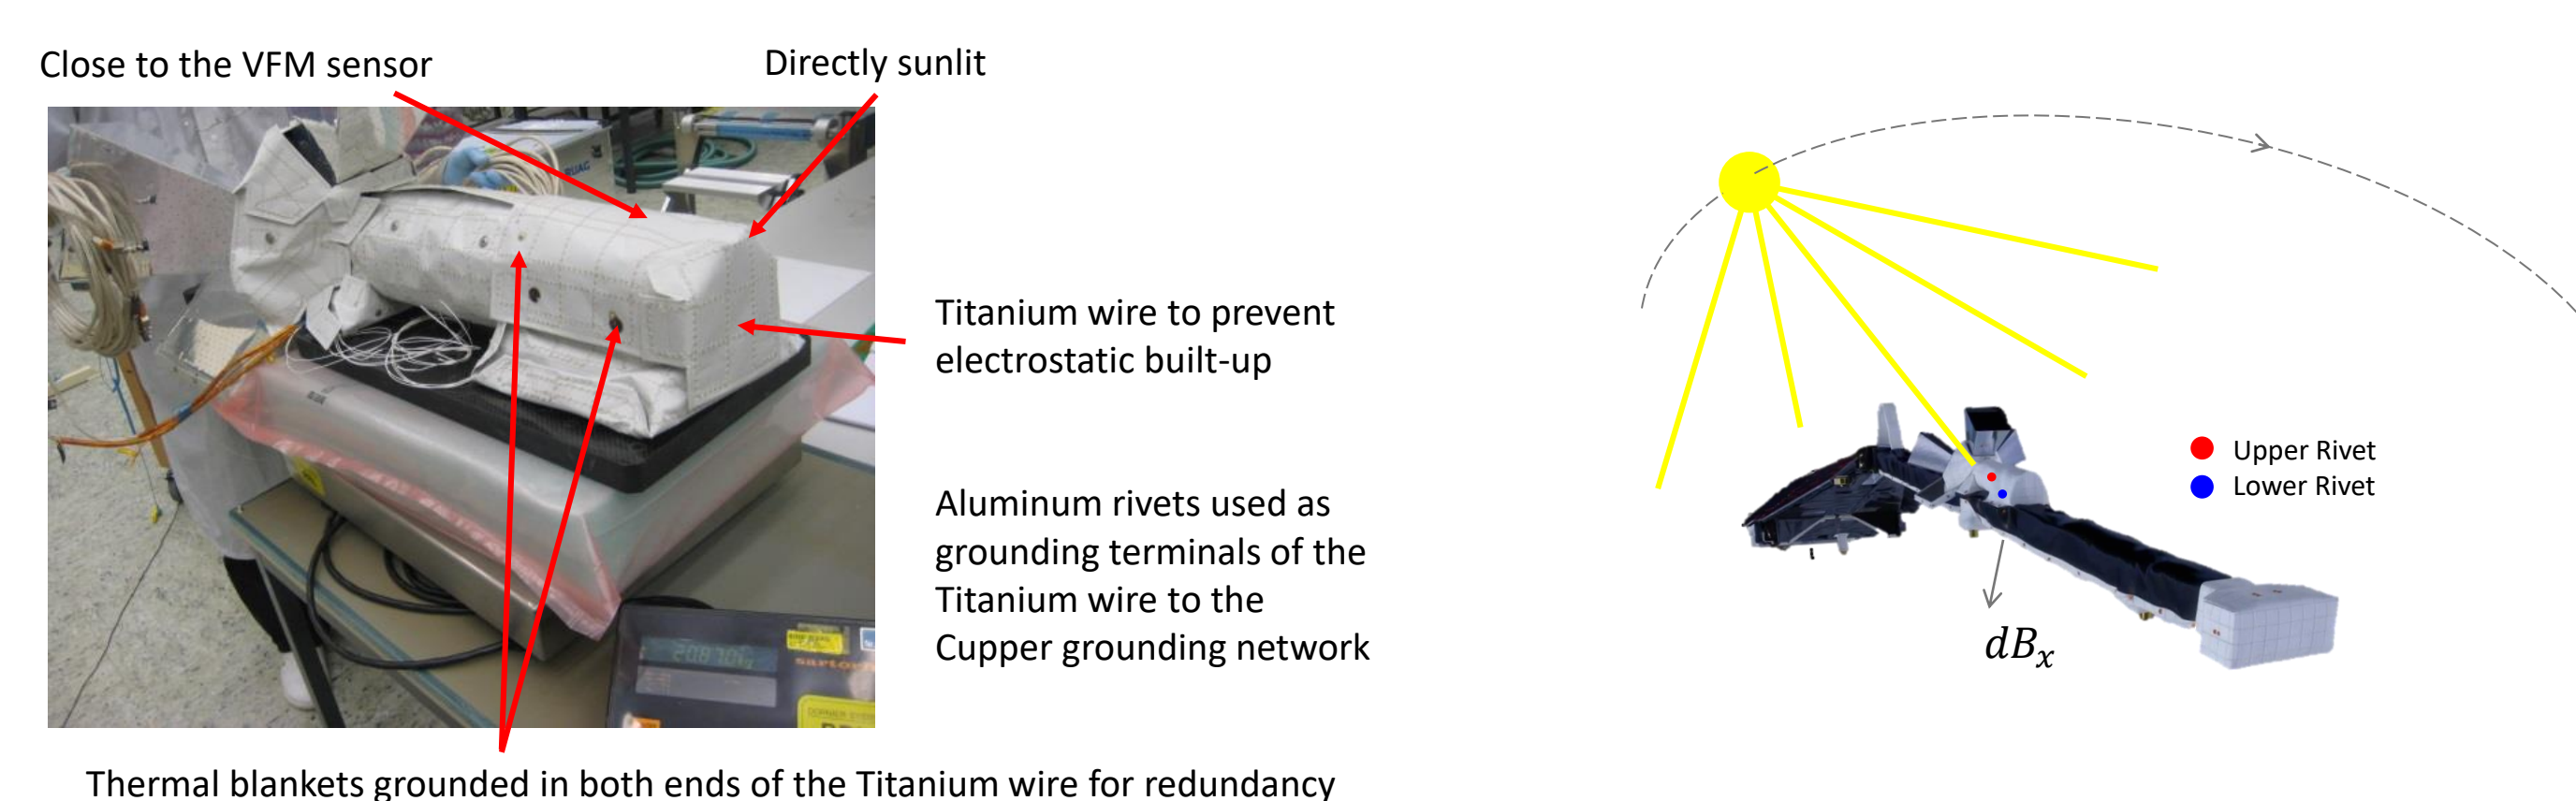 Close to the VFM sensor
Directly sunlit
RUAG
Titanium wire to prevent
electrostatic built-up
Aluminum rivets used as
grounding terminals of the
Titanium wire to the
Cupper grounding network
Thermal blankets grounded in both ends of the Titanium wire for redundancy
Upper Rivet
Lower Rivet
dBₓ